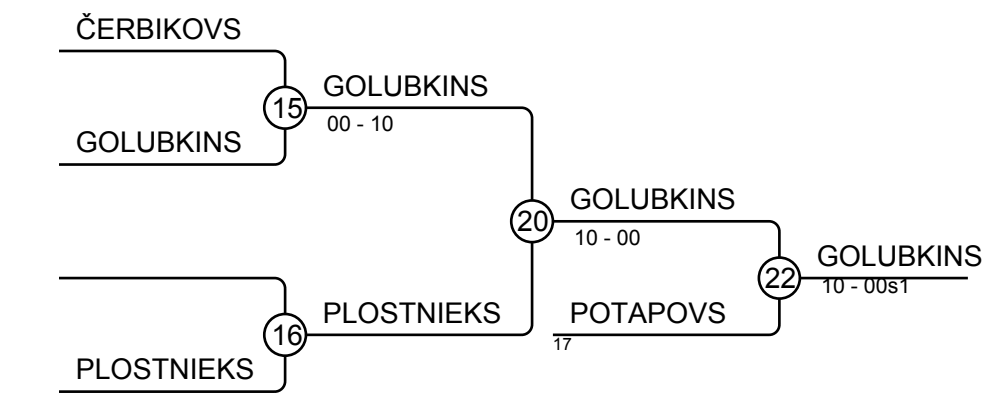 ČERBIKOVS
GOLUBKINS
15
00 - 10
GOLUBKINS
GOLUBKINS
20
10 - 00
GOLUBKINS
22
10 - 00s1
PLOSTNIEKS
POTAPOVS
16
17
PLOSTNIEKS